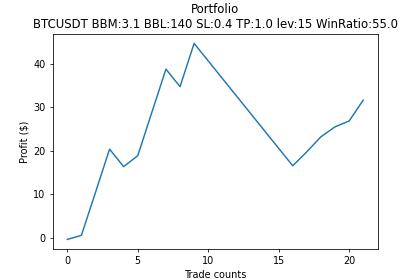 Portfolio
BTCUSDT BBM:3.1 BBL:140 SL:0.4 TP:1.0 lev:15 WinRatio:55.0
40
30
20
10
0
Profit ($)
0 5 10 15 20
Trade counts